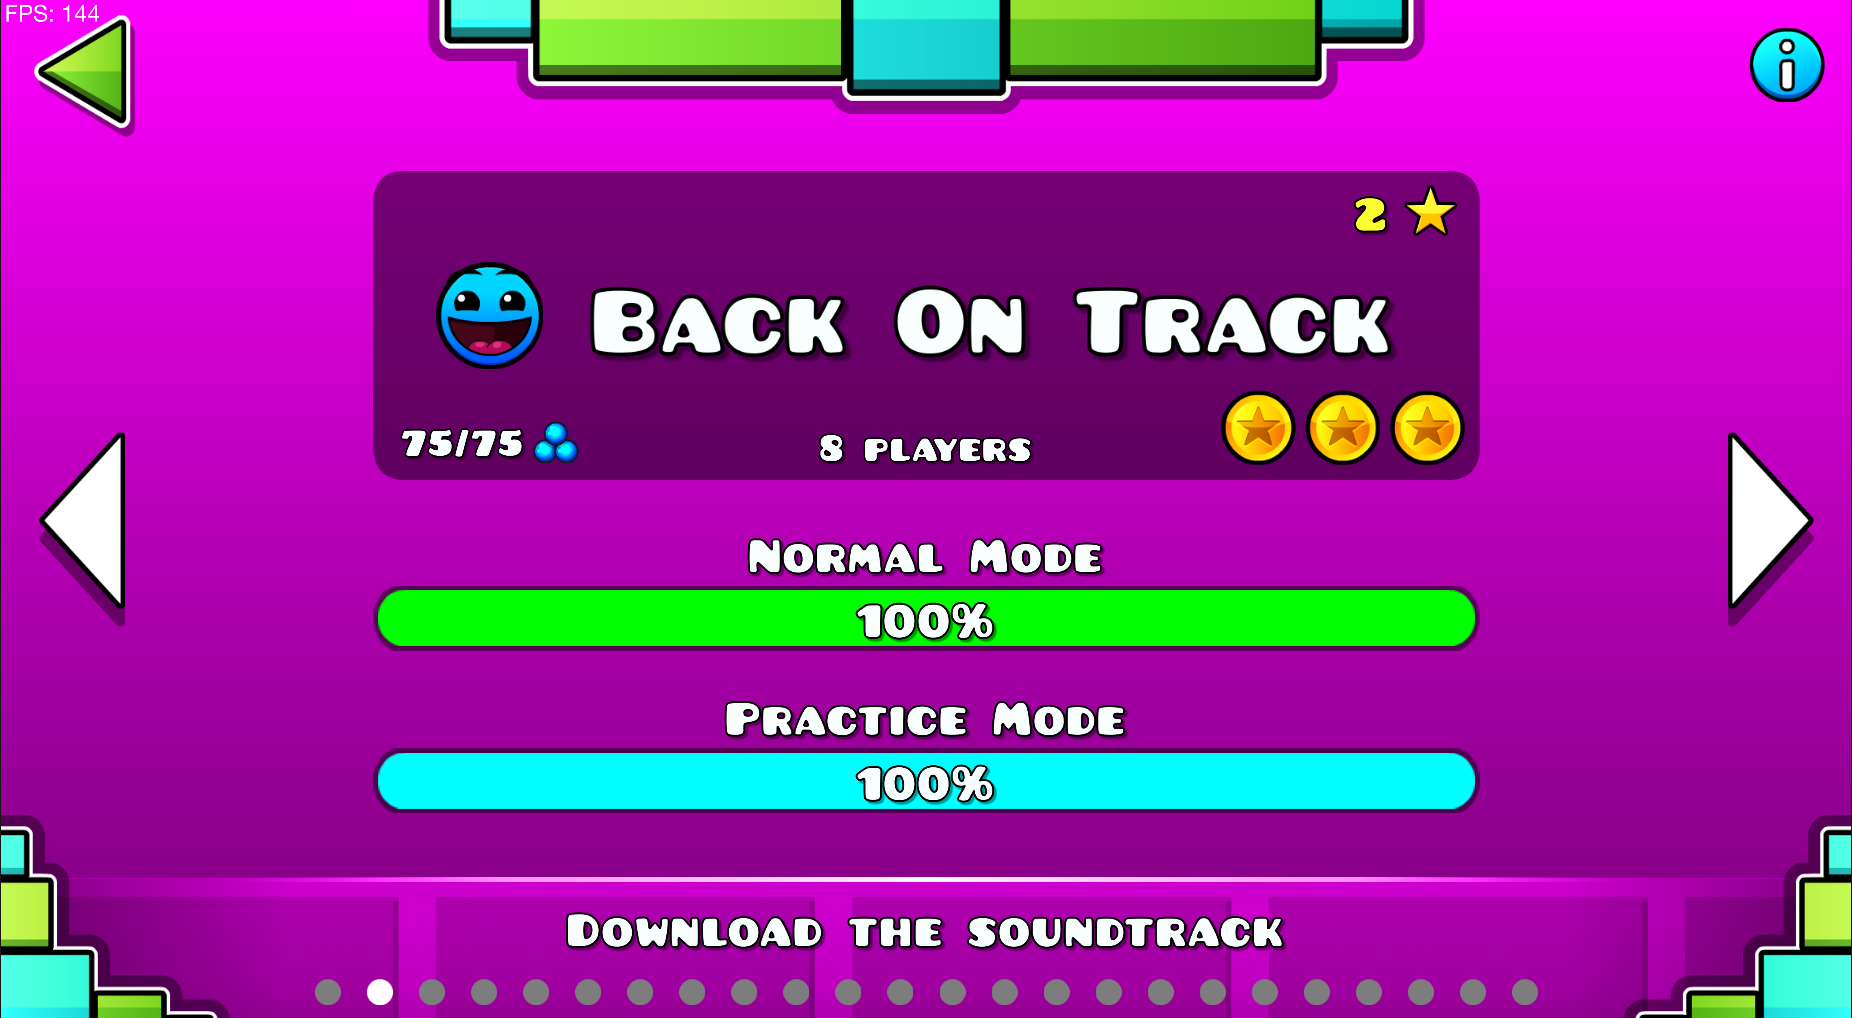 FPS: 144
2
Back On Track
75/75
8 players
Normal Mode
100%
Practice Mode
100%
Download the soundtrack